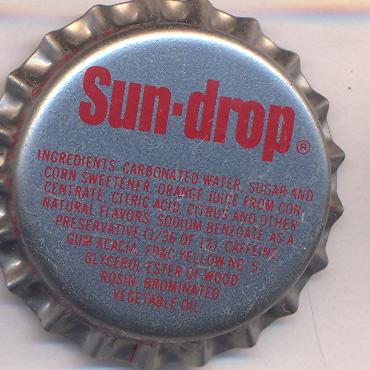 Sun·drop®
INGREDIENTS: CARBONATED WATER, SUGAR AND
CORN SWEETENER, ORANGE JUICE FROM CON-
CENTRATE, CITRIC ACID, CITRUS AND OTHER
NATURAL FLAVORS, SODIUM BENZOATE AS A
PRESERVATIVE (1/36 OF 1%), CAFFEINE,
GUM ACACIA, FD&C YELLOW NO. 5,
GLYCEROL ESTER OF WOOD
ROSIN, BROMINATED
VEGETABLE OIL.